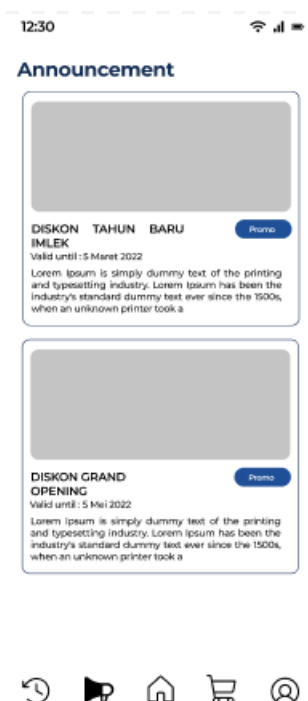 12:30
Announcement
DISKON TAHUN BARU
IMLEK
Promo
Valid until : 5 Maret 2022
Lorem Ipsum is simply dummy text of the printing
and typesetting industry. Lorem Ipsum has been the
industry's standard dummy text ever since the 1500s,
when an unknown printer took a
DISKON GRAND
OPENING
Promo
Valid until : 5 Mei 2022
Lorem Ipsum is simply dummy text of the printing
and typesetting industry. Lorem Ipsum has been the
industry's standard dummy text ever since the 1500s,
when an unknown printer took a